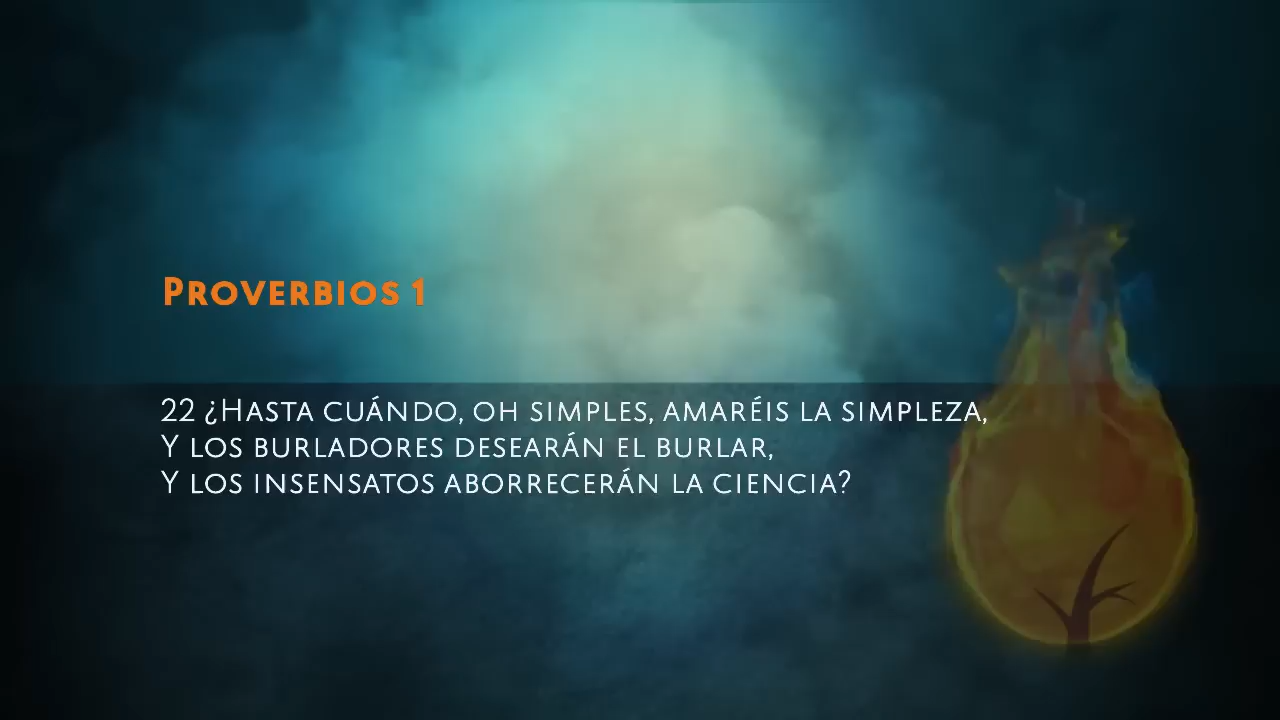 Proverbios 1
22 ¿Hasta cuándo, oh simples, amaréis la simpleza,
Y los burladores desearán el burlar,
Y los insensatos aborrecerán la ciencia?